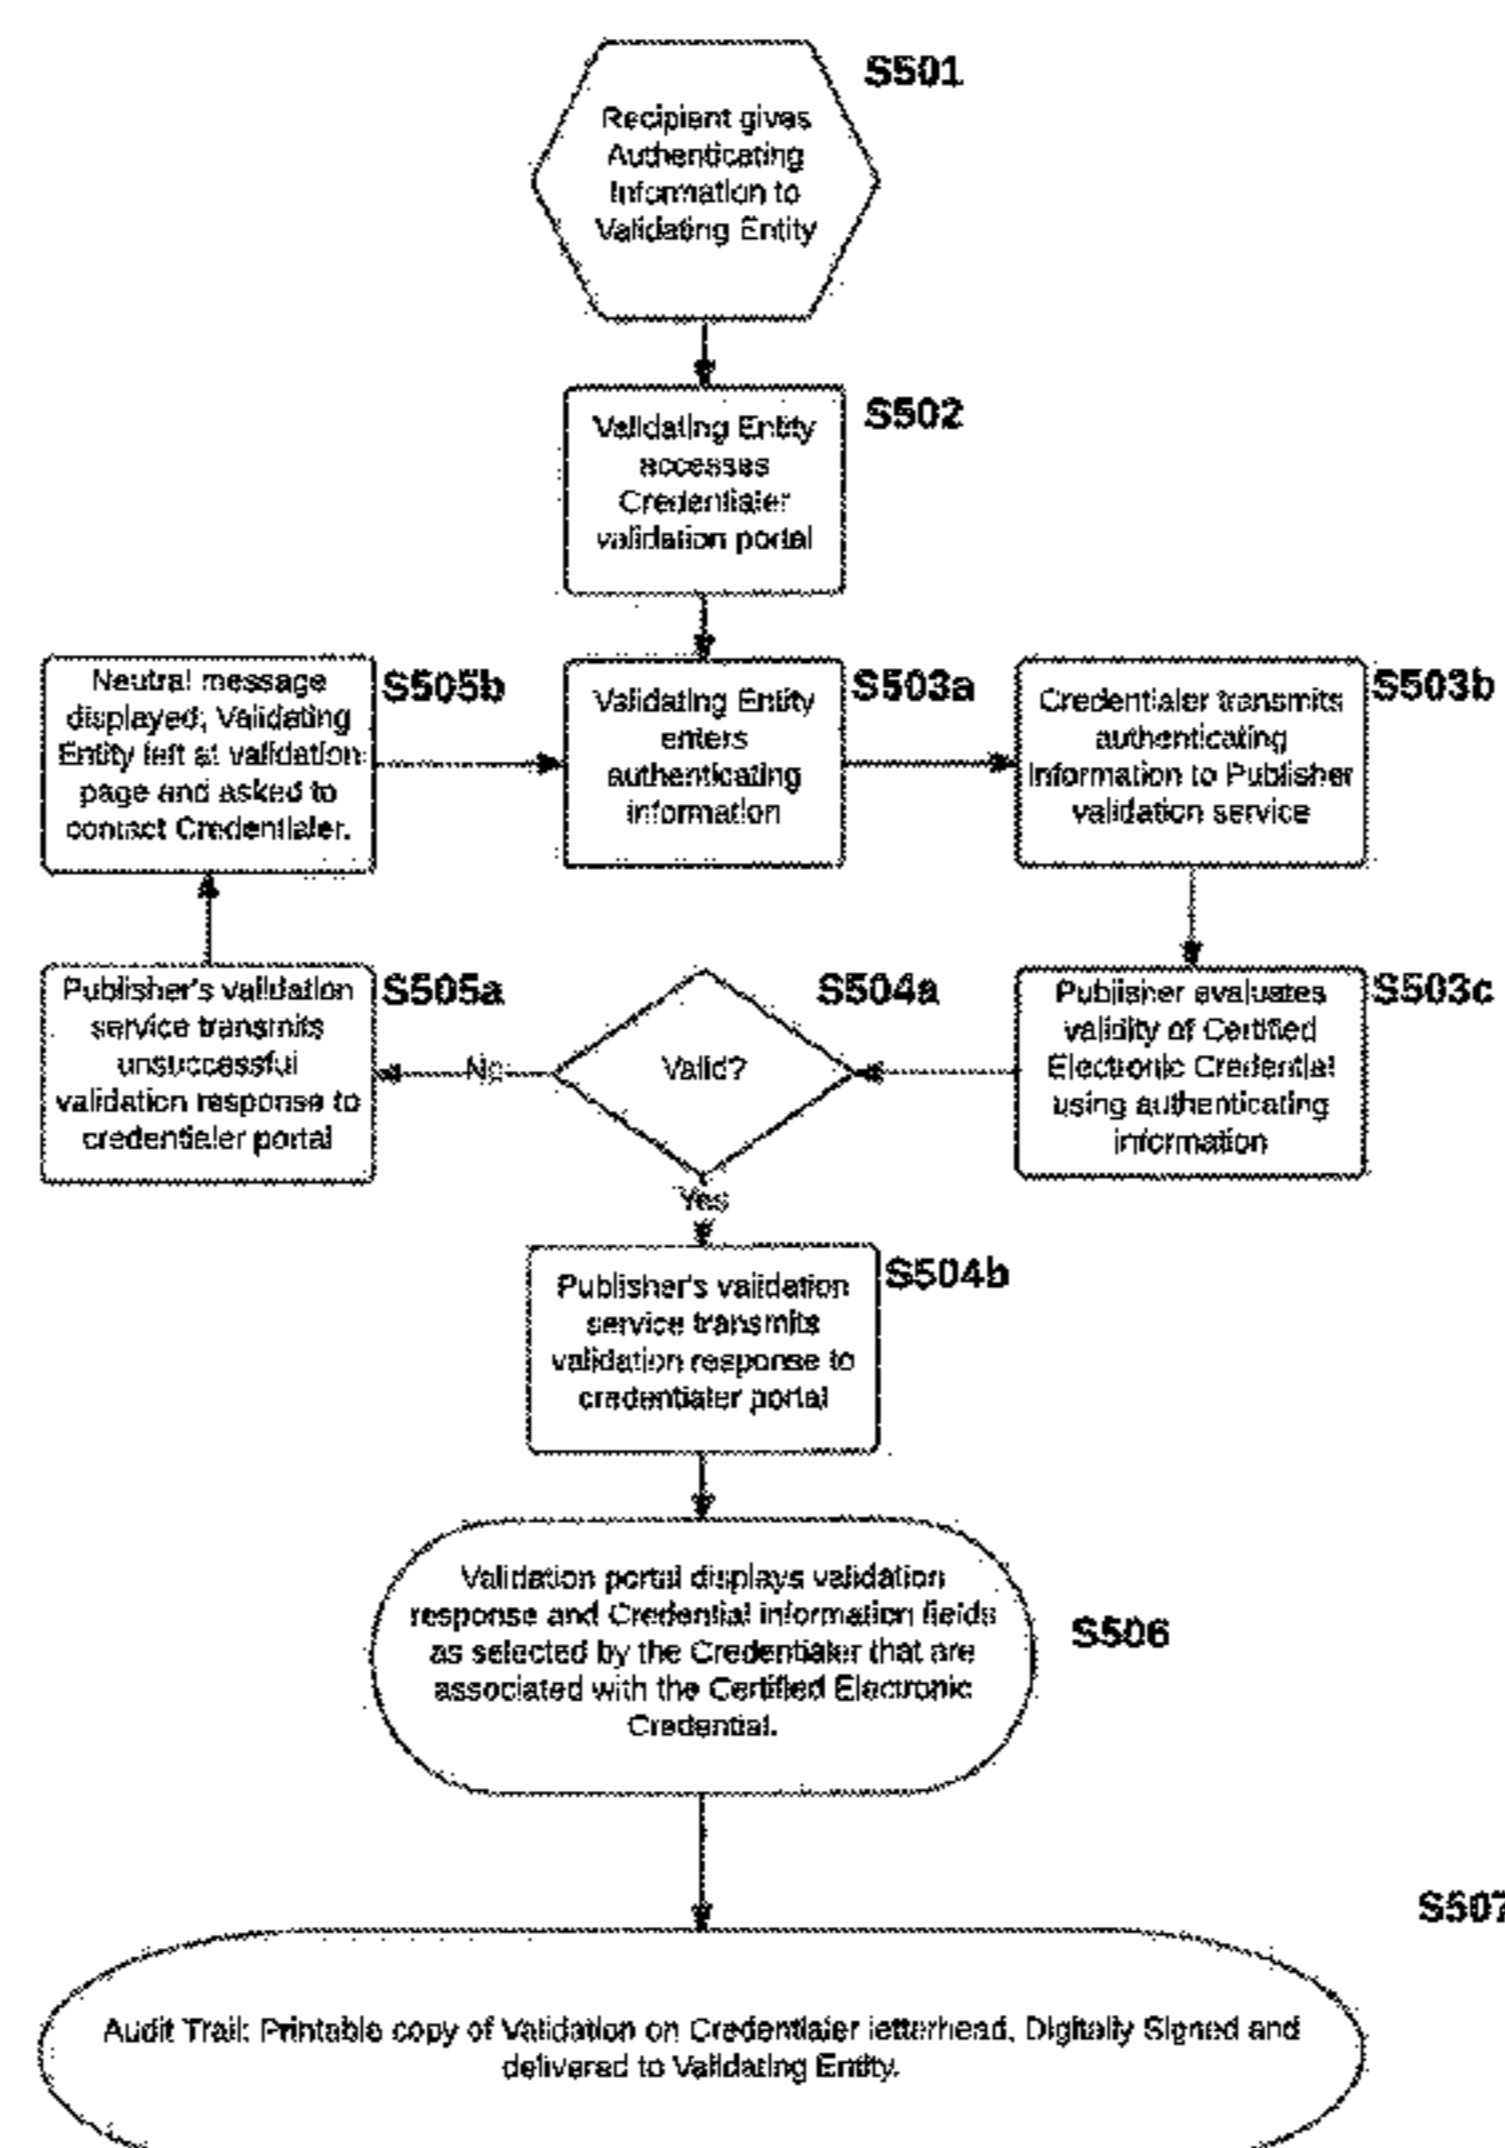 S501
Recipient gives
Authenticating
Information to
Validating Entity
S502
Validating Entity
accesses
Credentialer
validation portal
S505b
Neutral message
displayed; Validating
Entity left at validation
page and asked to
contact Credentialer.
S503a
Validating Entity
enters
authenticating
information
S503b
Credentialer transmits
authenticating
Information to Publisher
validation service
S505a
Publisher's validation
service transmits
unsuccessful
validation response to
credentialer portal
No
S504a
Valid?
Yes
S503c
Publisher evaluates
validity of Certified
Electronic Credential
using authenticating
information
S504b
Publisher's validation
service transmits
validation response to
credentialer portal
Validation portal displays validation
response and Credential information fields
as selected by the Credentialer that are
associated with the Certified Electronic
Credential.
S506
S507
Audit Trail: Printable copy of Validation on Credentialer letterhead, Digitally Signed and
delivered to Validating Entity.